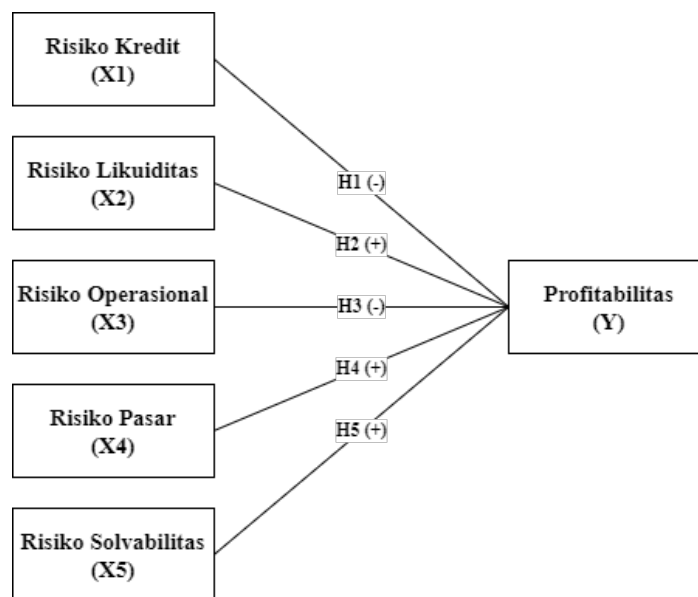 Risiko Kredit
(X1)
H1 (-)
Risiko Likuiditas
(X2)
H2 (+)
Risiko Operasional
(X3)
H3 (-)
Profitabilitas
(Y)
H4 (+)
Risiko Pasar
(X4)
H5 (+)
Risiko Solvabilitas
(X5)